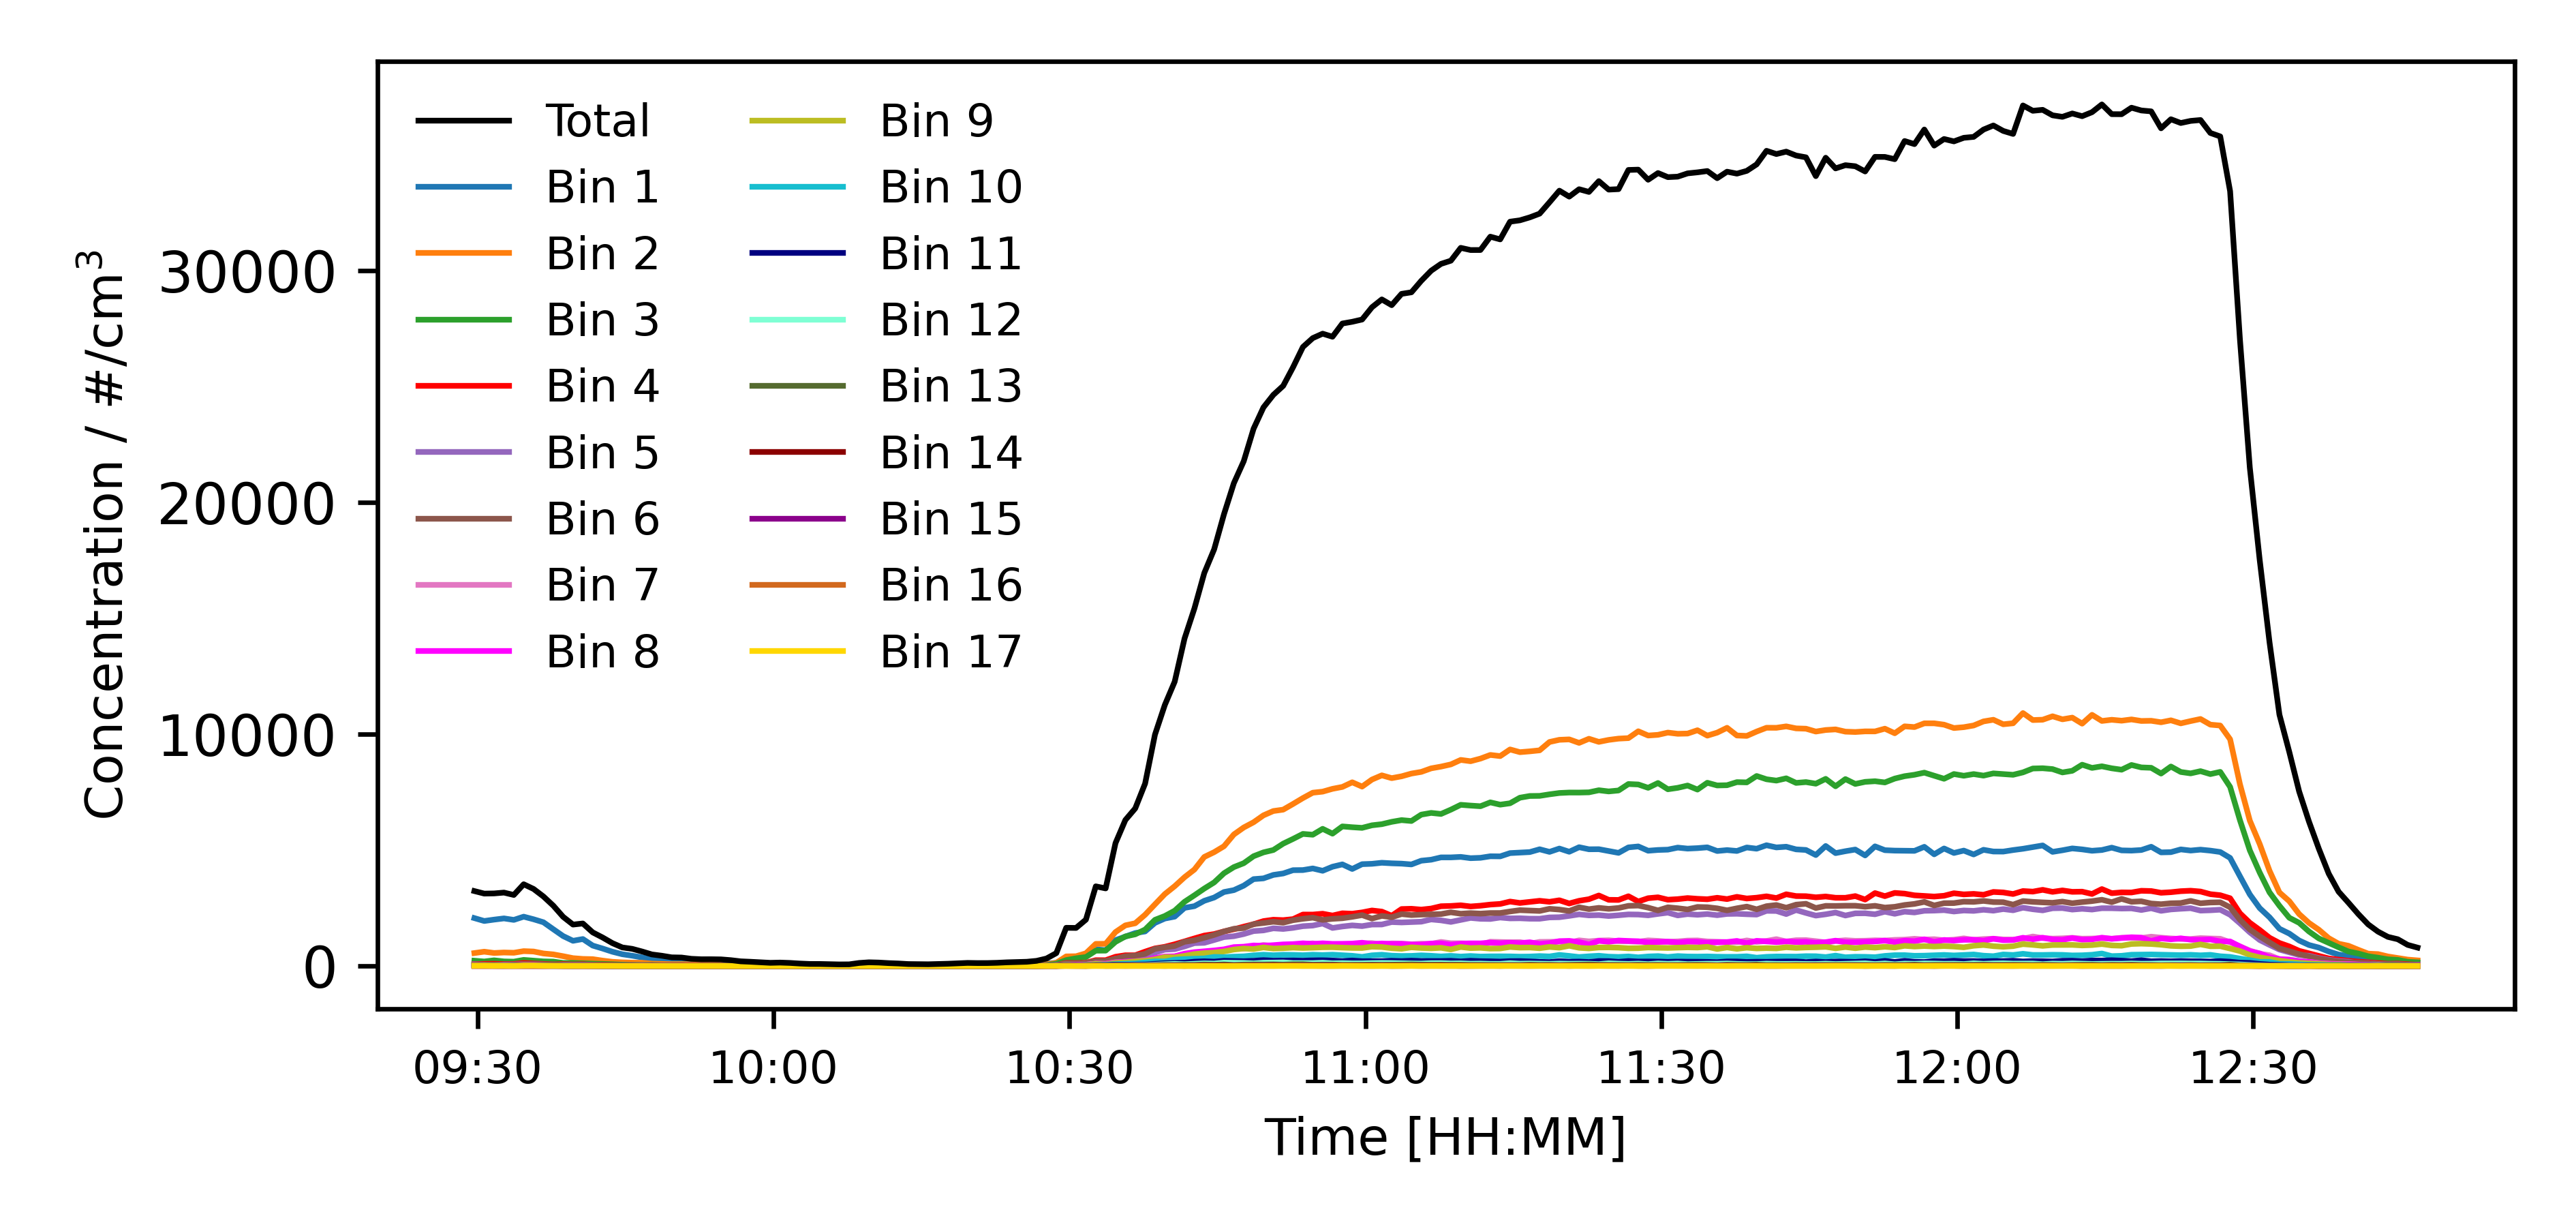 Concentration / #/cm³
30000
20000
10000
0
Total
Bin 1
Bin 2
Bin 3
Bin 4
Bin 5
Bin 6
Bin 7
Bin 8
Bin 9
Bin 10
Bin 11
Bin 12
Bin 13
Bin 14
Bin 15
Bin 16
Bin 17
09:30 10:00 10:30 11:00 11:30 12:00 12:30
Time [HH:MM]